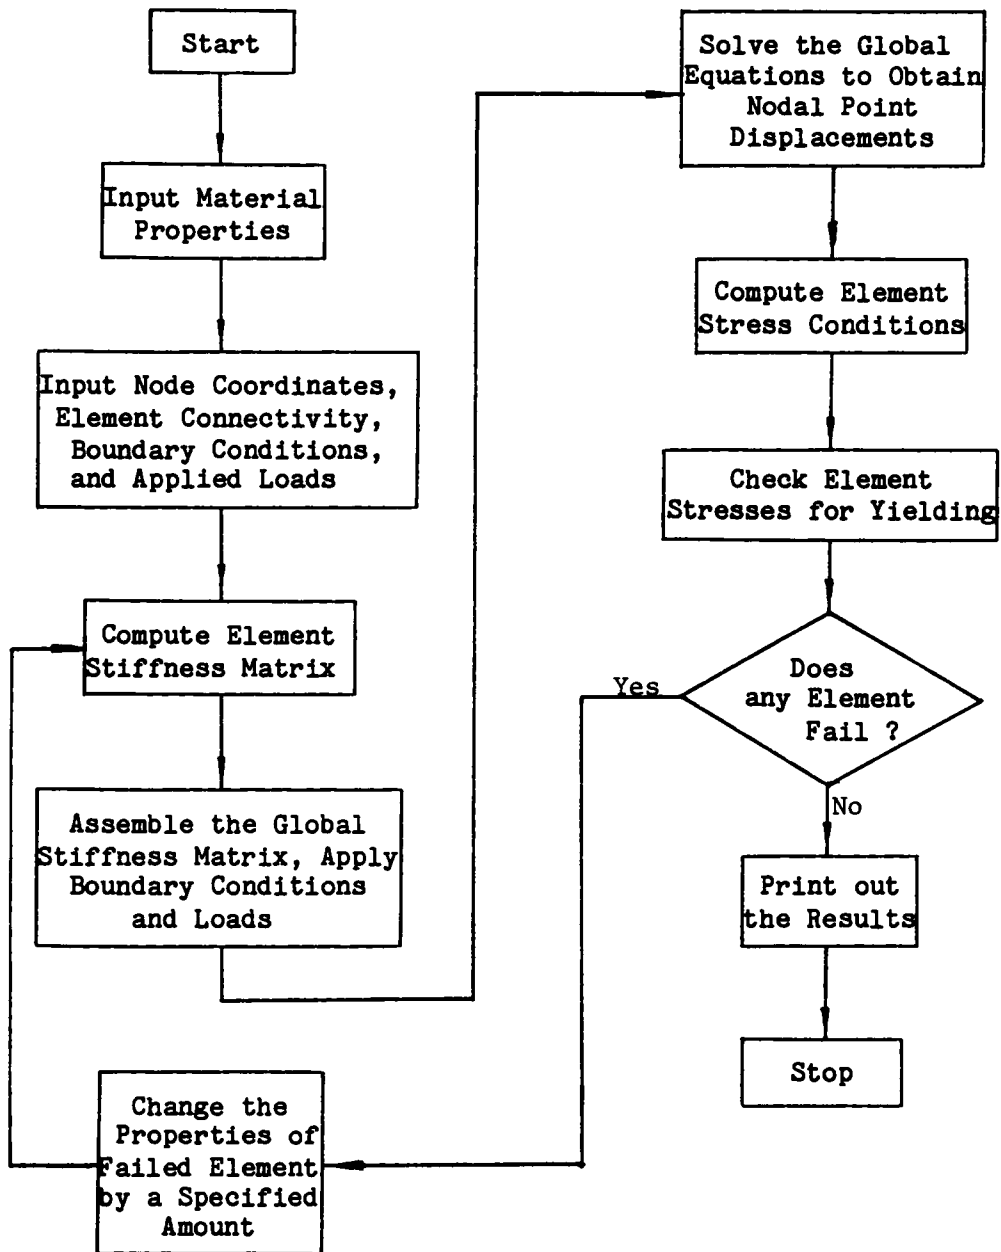 Start
Input Material
Properties
Input Node Coordinates,
Element Connectivity,
Boundary Conditions,
and Applied Loads
Compute Element
Stiffness Matrix
Assemble the Global
Stiffness Matrix, Apply
Boundary Conditions
and Loads
Solve the Global
Equations to Obtain
Nodal Point
Displacements
Compute Element
Stress Conditions
Check Element
Stresses for Yielding
Does
any Element
Fail ?
Yes
No
Print out
the Results
Stop
Change the
Properties of
Failed Element
by a Specified
Amount